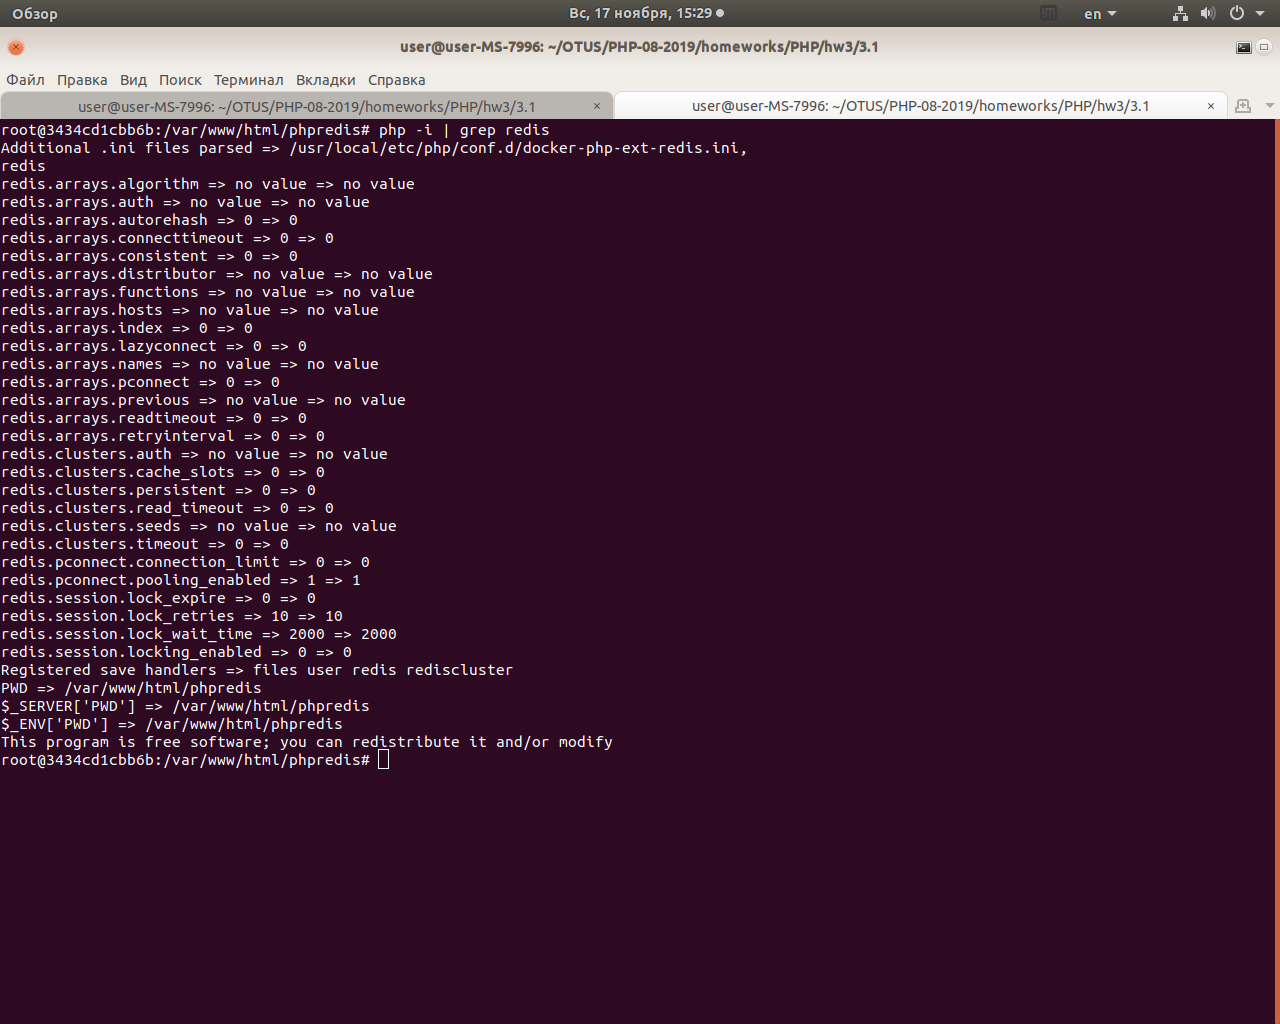 Обзор
Вс, 17 ноября, 15:29
en
user@user-MS-7996: ~/OTUS/PHP-08-2019/homeworks/PHP/hw3/3.1
Файл Правка Вид Поиск Терминал Вкладки Справка
user@user-MS-7996: ~/OTUS/PHP-08-2019/homeworks/PHP/hw3/3.1 ×
user@user-MS-7996: ~/OTUS/PHP-08-2019/homeworks/PHP/hw3/3.1 ×
root@3434cd1cbb6b:/var/www/html/phpredis# php -i | grep redis
Additional .ini files parsed => /usr/local/etc/php/conf.d/docker-php-ext-redis.ini,
redis
redis.arrays.algorithm => no value => no value
redis.arrays.auth => no value => no value
redis.arrays.autorehash => 0 => 0
redis.arrays.connecttimeout => 0 => 0
redis.arrays.consistent => 0 => 0
redis.arrays.distributor => no value => no value
redis.arrays.functions => no value => no value
redis.arrays.hosts => no value => no value
redis.arrays.index => 0 => 0
redis.arrays.lazyconnect => 0 => 0
redis.arrays.names => no value => no value
redis.arrays.pconnect => 0 => 0
redis.arrays.previous => no value => no value
redis.arrays.readtimeout => 0 => 0
redis.arrays.retryinterval => 0 => 0
redis.clusters.auth => no value => no value
redis.clusters.cache_slots => 0 => 0
redis.clusters.persistent => 0 => 0
redis.clusters.read_timeout => 0 => 0
redis.clusters.seeds => no value => no value
redis.clusters.timeout => 0 => 0
redis.pconnect.connection_limit => 0 => 0
redis.pconnect.pooling_enabled => 1 => 1
redis.session.lock_expire => 0 => 0
redis.session.lock_retries => 10 => 10
redis.session.lock_wait_time => 2000 => 2000
redis.session.locking_enabled => 0 => 0
Registered save handlers => files user redis rediscluster
PWD => /var/www/html/phpredis
$_SERVER['PWD'] => /var/www/html/phpredis
$_ENV['PWD'] => /var/www/html/phpredis
This program is free software; you can redistribute it and/or modify
root@3434cd1cbb6b:/var/www/html/phpredis#